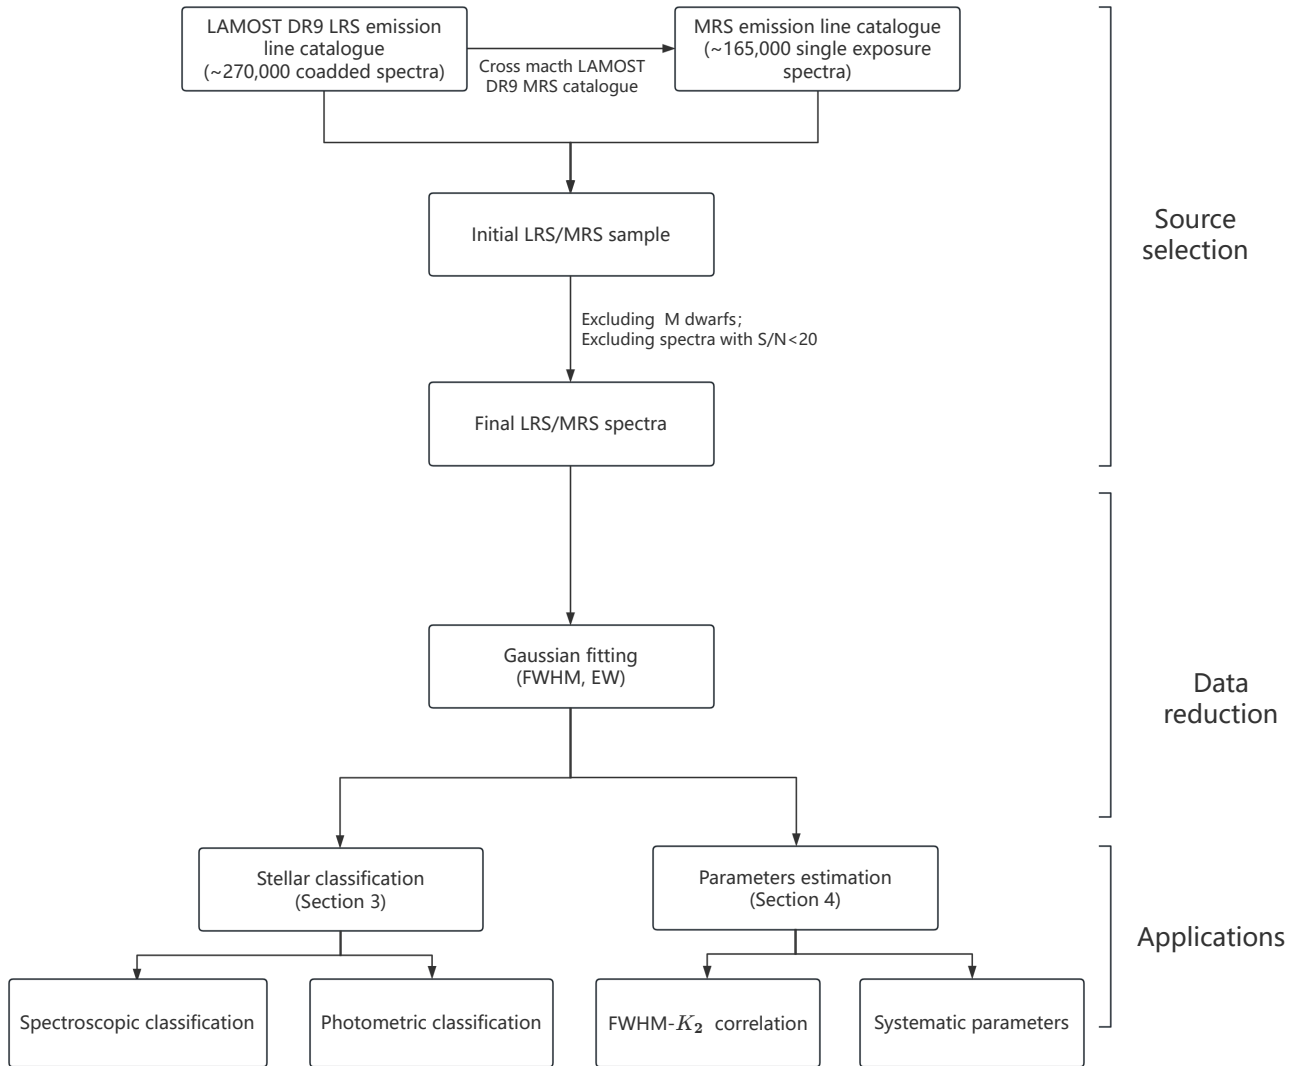 LAMOST DR9 LRS emission
line catalogue
(~270,000 coadded spectra)
Cross macth LAMOST
DR9 MRS catalogue
MRS emission line catalogue
(~165,000 single exposure
spectra)
Initial LRS/MRS sample
Excluding M dwarfs;
Excluding spectra with S/N<20
Final LRS/MRS spectra
Source
selection
Gaussian fitting
(FWHM, EW)
Data
reduction
Stellar classification
(Section 3)
Parameters estimation
(Section 4)
Applications
Spectroscopic classification
Photometric classification
FWHM-K₂ correlation
Systematic parameters